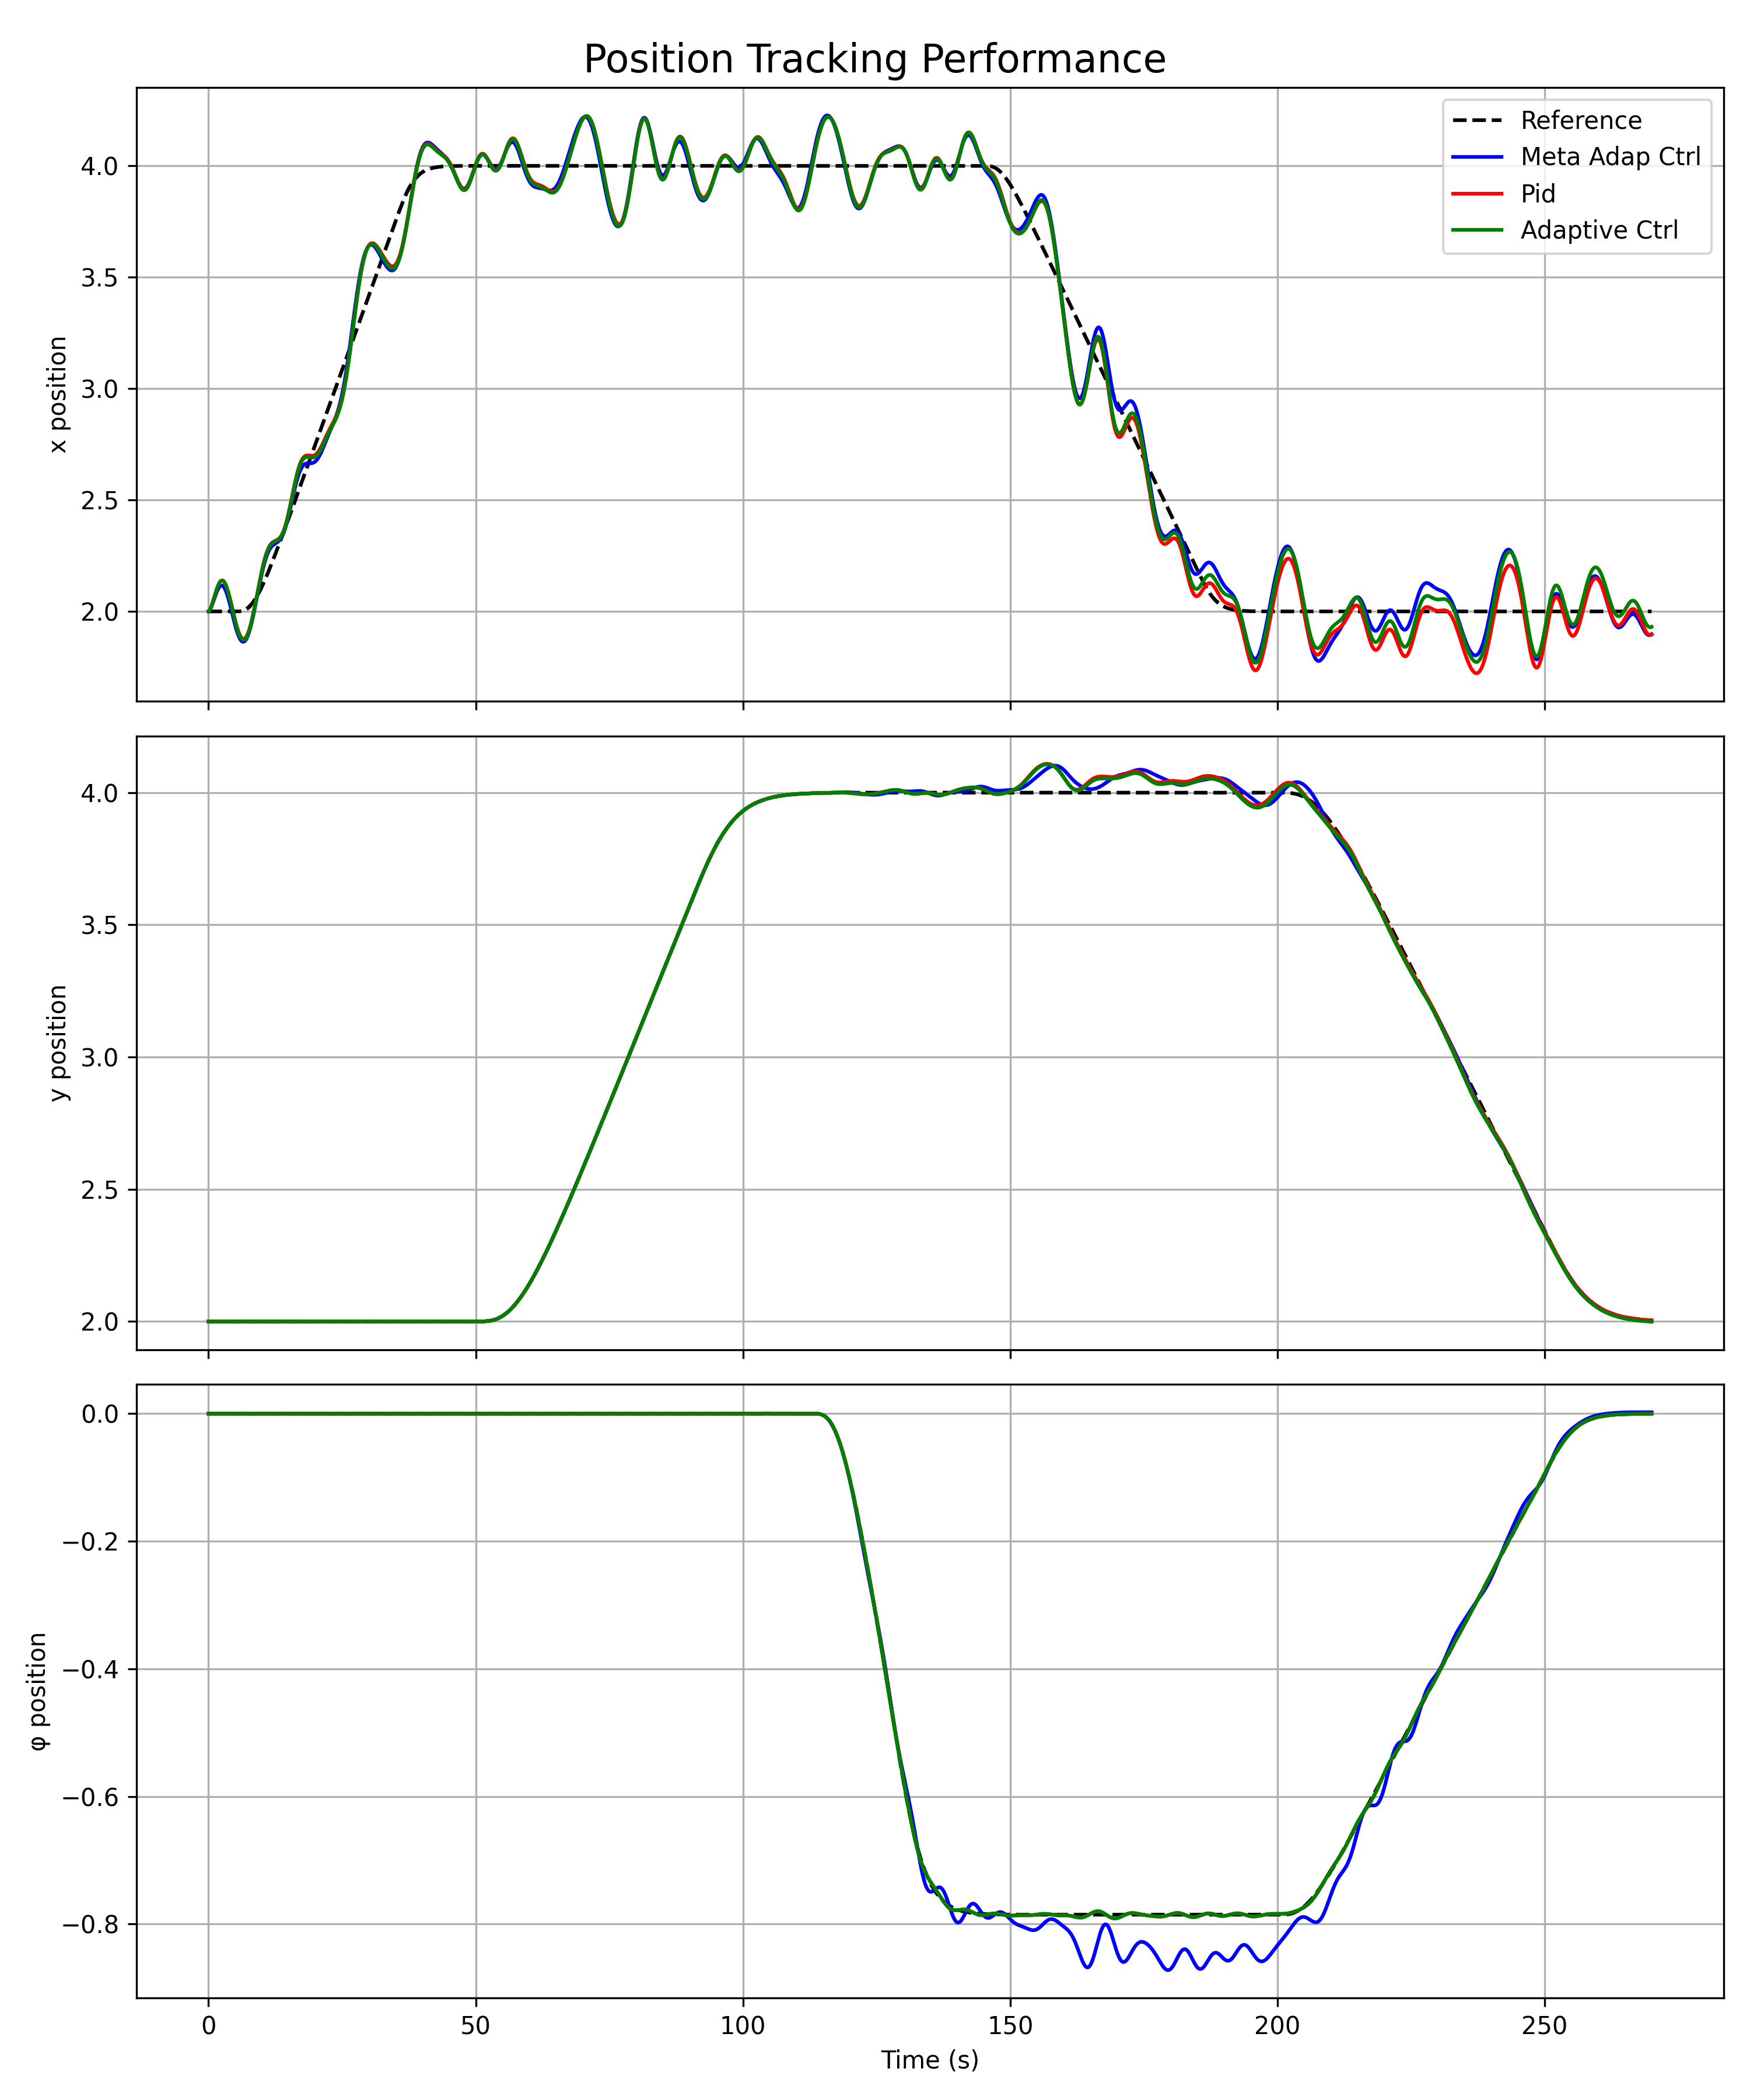 Position Tracking Performance
Reference
Meta Adap Ctrl
Pid
Adaptive Ctrl
x position
4.0
3.5
3.0
2.5
2.0
y position
4.0
3.5
3.0
2.5
2.0
φ position
0.0
−0.2
−0.4
−0.6
−0.8
0 50 100 150 200 250
Time (s)